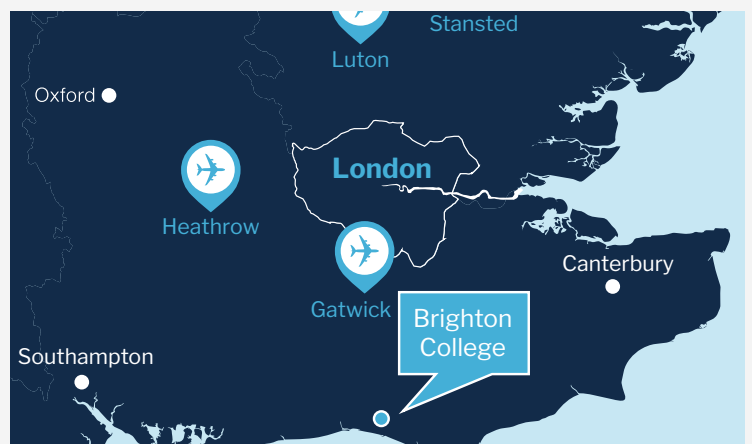 Stansted
Luton
Oxford
London
Heathrow
Canterbury
Gatwick
Brighton
College
Southampton